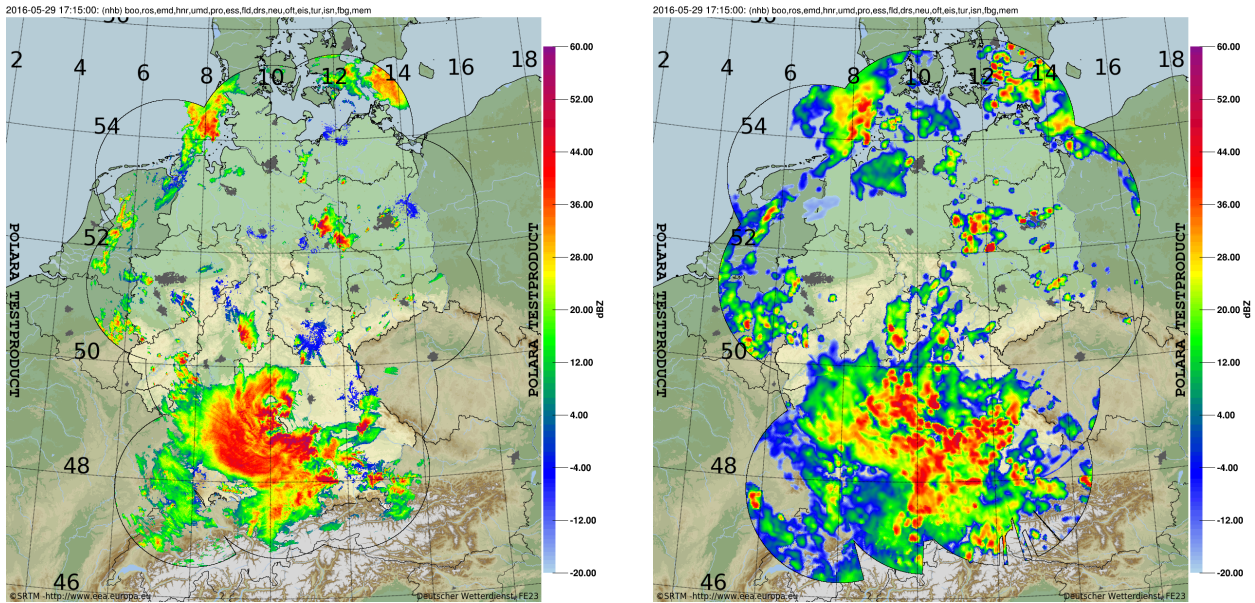 2016-05-29 17:15:00: (nhb) boo,ros,emd,hnr,umd,pro,ess,fld,drs,neu,oft,eis,tur,isn,fbg,mem
2 4 6 8 10 12 14 16 18
54
52
50
48
46
POLARA TESTPRODUCT
POLARA TESTPRODUCT
60.00
52.00
44.00
36.00
28.00
20.00
12.00
4.00
-4.00
-12.00
-20.00
dBZ
©SRTM -http://www.eea.europa.eu
Deutscher Wetterdienst, FE23
2016-05-29 17:15:00: (nhb) boo,ros,emd,hnr,umd,pro,ess,fld,drs,neu,oft,eis,tur,isn,fbg,mem
2 4 6 8 10 12 14 16 18
54
52
50
48
46
POLARA TESTPRODUCT
POLARA TESTPRODUCT
60.00
52.00
44.00
36.00
28.00
20.00
12.00
4.00
-4.00
-12.00
-20.00
dBZ
©SRTM -http://www.eea.europa.eu
Deutscher Wetterdienst, FE23